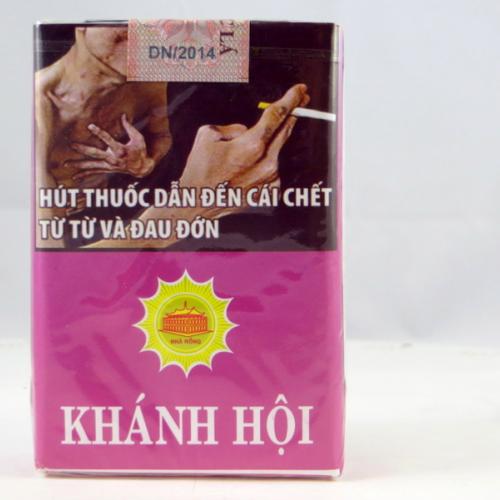 DN/2014
HÚT THUỐC DẪN ĐẾN CÁI CHẾT
TỪ TỪ VÀ ĐAU ĐỚN
NHÀ RỒNG
KHÁNH HỘI